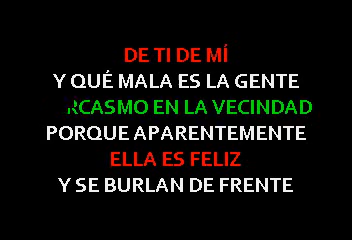 DE TI DE MÍ
Y QUÉ MALA ES LA GENTE
RCASMO EN LA VECINDAD
PORQUE APARENTEMENTE
ELLA ES FELIZ
Y SE BURLAN DE FRENTE